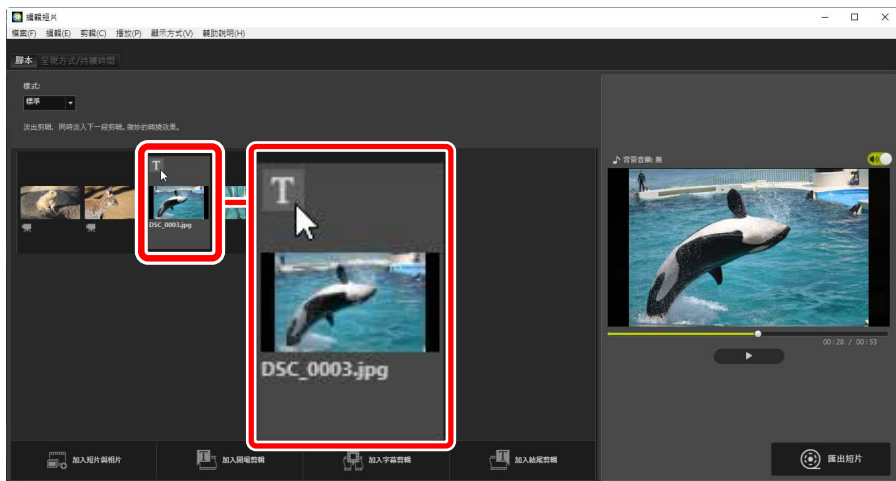 編輯短片
檔案(F) 編輯(E) 剪輯(C) 播放(P) 顯示方式(V) 輔助說明(H)
腳本 呈現方式/持續時間
樣式:
標準
淡出剪輯, 同時淡入下一段剪輯。微妙的轉換效果。
T
DSC_0003.jpg
T
DSC_0003.jpg
背景音樂: 無
00:28 / 00:53
加入短片與相片
加入開場剪輯
加入字幕剪輯
加入結尾剪輯
匯出短片